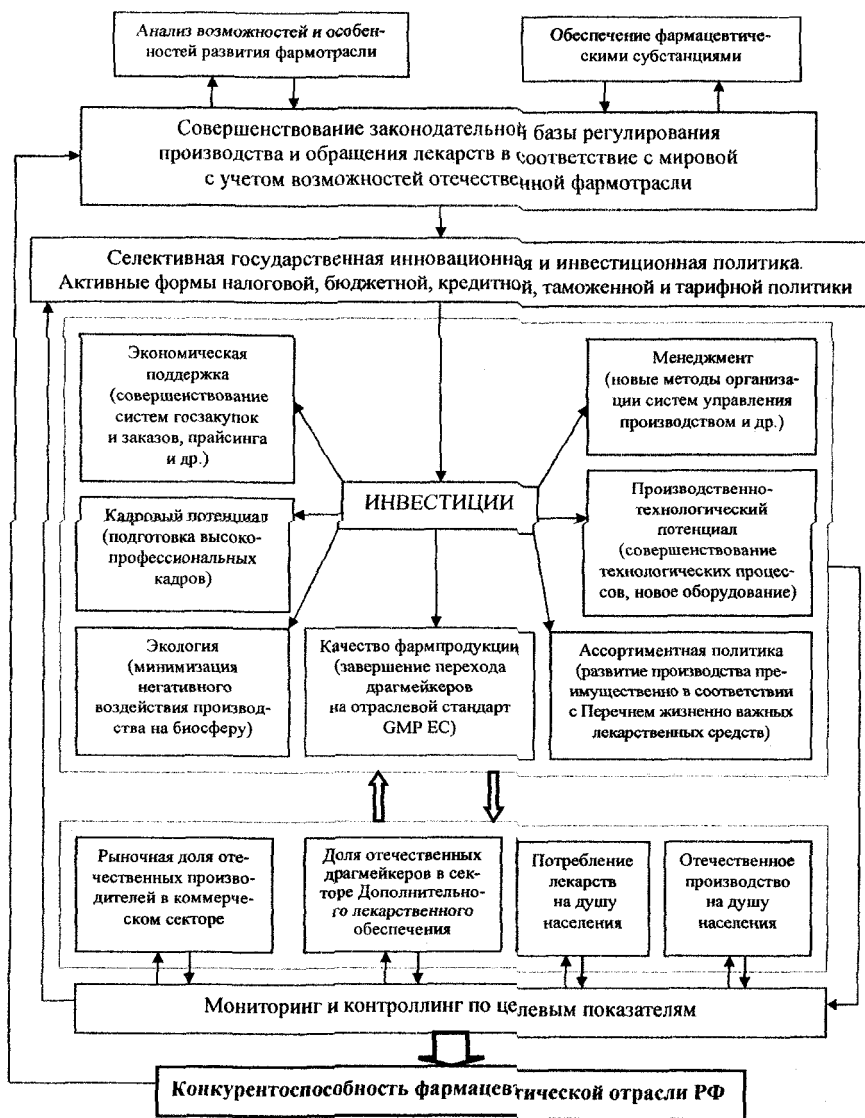 Анализ возможностей и особен-
ностей развития фармотрасли
Обеспечение фармацевтиче-
скими субстанциями
Совершенствование законодательной базы регулирования
производства и обращения лекарств в соответствие с мировой
с учетом возможностей отечественной фармотрасли
Селективная государственная инновационная и инвестиционная политика.
Активные формы налоговой, бюджетной, кредитной, таможенной и тарифной политики
Экономическая
поддержка
(совершенствование
систем госзакупок
и заказов, прайсинга
и др.)
Менеджмент
(новые методы организа-
ции систем управления
производством и др.)
ИНВЕСТИЦИИ
Кадровый потенциал
(подготовка высоко-
профессиональных
кадров)
Производственно-
технологический
потенциал
(совершенствование
технологических процес-
сов, новое оборудование)
Экология
(минимизация
негативного
воздействия производ-
ства на биосферу)
Качество фармпродукции
(завершение перехода
драгмейкеров
на отраслевой стандарт
GMP ЕС)
Ассортиментная политика
(развитие производства пре-
имущественно в соответствии
с Перечнем жизненно важных
лекарственных средств)
Рыночная доля оте-
чественных произво-
дителей в коммерче-
ском секторе
Доля отечественных
драгмейкеров в сек-
торе Дополнительно-
го лекарственного
обеспечения
Потребление
лекарств
на душу
населения
Отечественное
производство
на душу
населения
Мониторинг и контроллинг по целевым показателям
Конкурентоспособность фармацевтической отрасли РФ